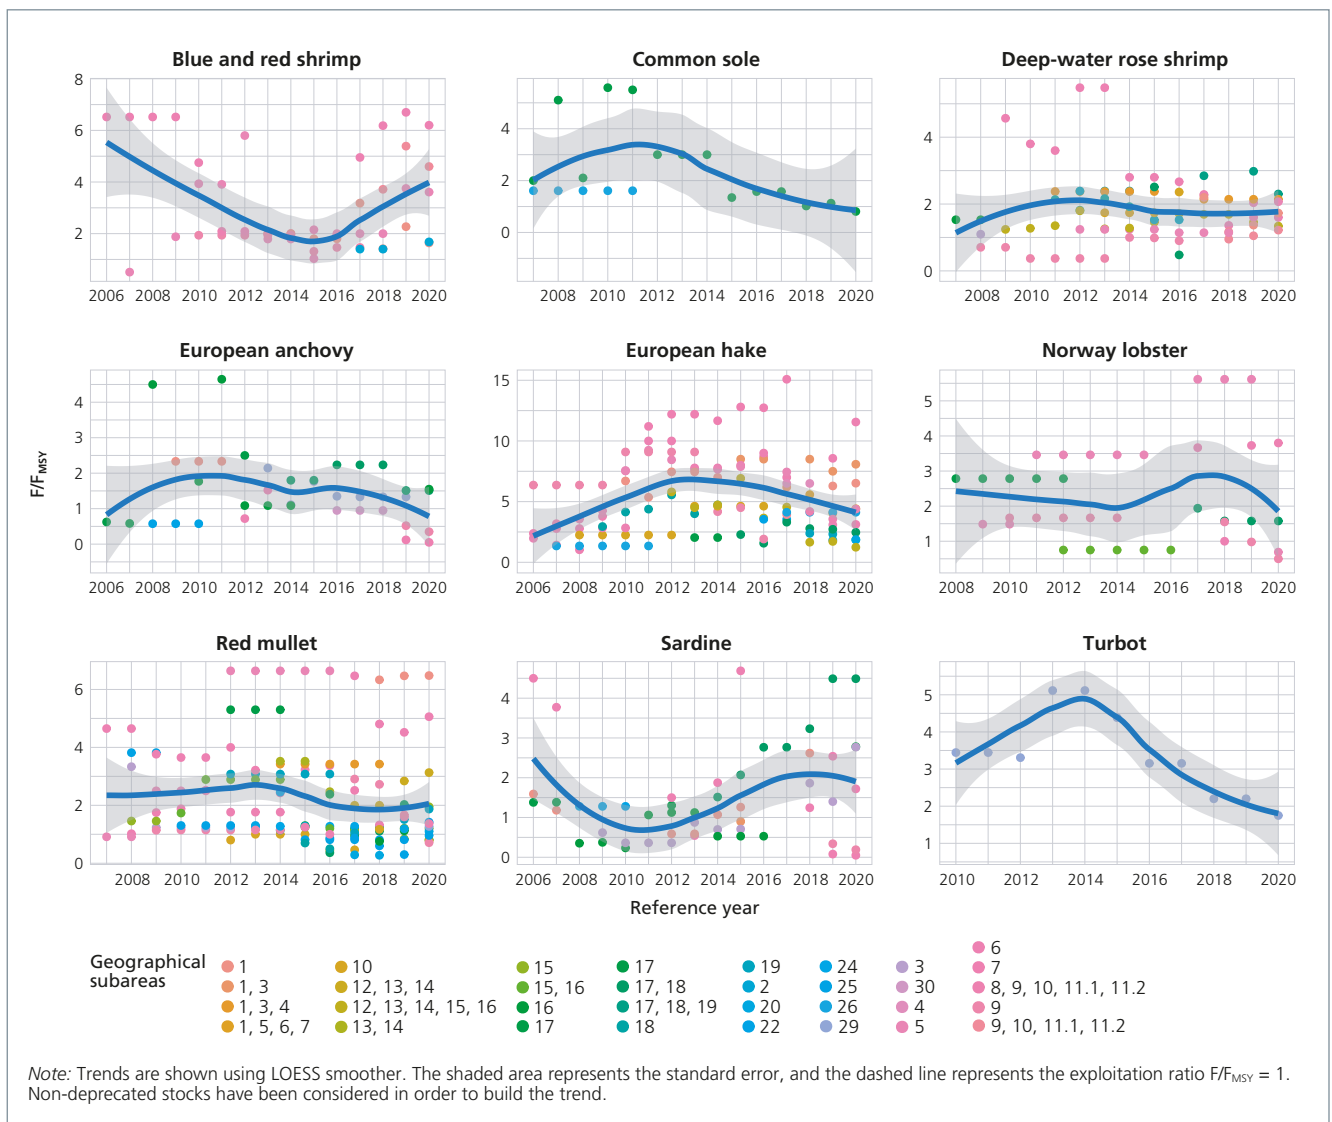 Blue and red shrimp
8
6
4
2
2006 2008 2010 2012 2014 2016 2018 2020
Common sole
4
2
0
2008 2010 2012 2014 2016 2018 2020
Deep-water rose shrimp
4
2
0
2008 2010 2012 2014 2016 2018 2020
F/FMSY
European anchovy
4
3
2
1
0
2006 2008 2010 2012 2014 2016 2018 2020
European hake
15
10
5
0
2006 2008 2010 2012 2014 2016 2018 2020
Norway lobster
5
4
3
2
1
2008 2010 2012 2014 2016 2018 2020
Red mullet
6
4
2
0
2008 2010 2012 2014 2016 2018 2020
Sardine
4
3
2
1
0
2006 2008 2010 2012 2014 2016 2018 2020
Turbot
5
4
3
2
1
2010 2012 2014 2016 2018 2020
Reference year
Geographical
subareas
1
1, 3
1, 3, 4
1, 5, 6, 7
10
12, 13, 14
12, 13, 14, 15, 16
13, 14
15
15, 16
16
17
17
17, 18
17, 18, 19
18
19
2
20
22
24
25
26
29
3
30
4
5
6
7
8, 9, 10, 11.1, 11.2
9
9, 10, 11.1, 11.2
Note: Trends are shown using LOESS smoother. The shaded area represents the standard error, and the dashed line represents the exploitation ratio F/FMSY = 1.
Non-deprecated stocks have been considered in order to build the trend.